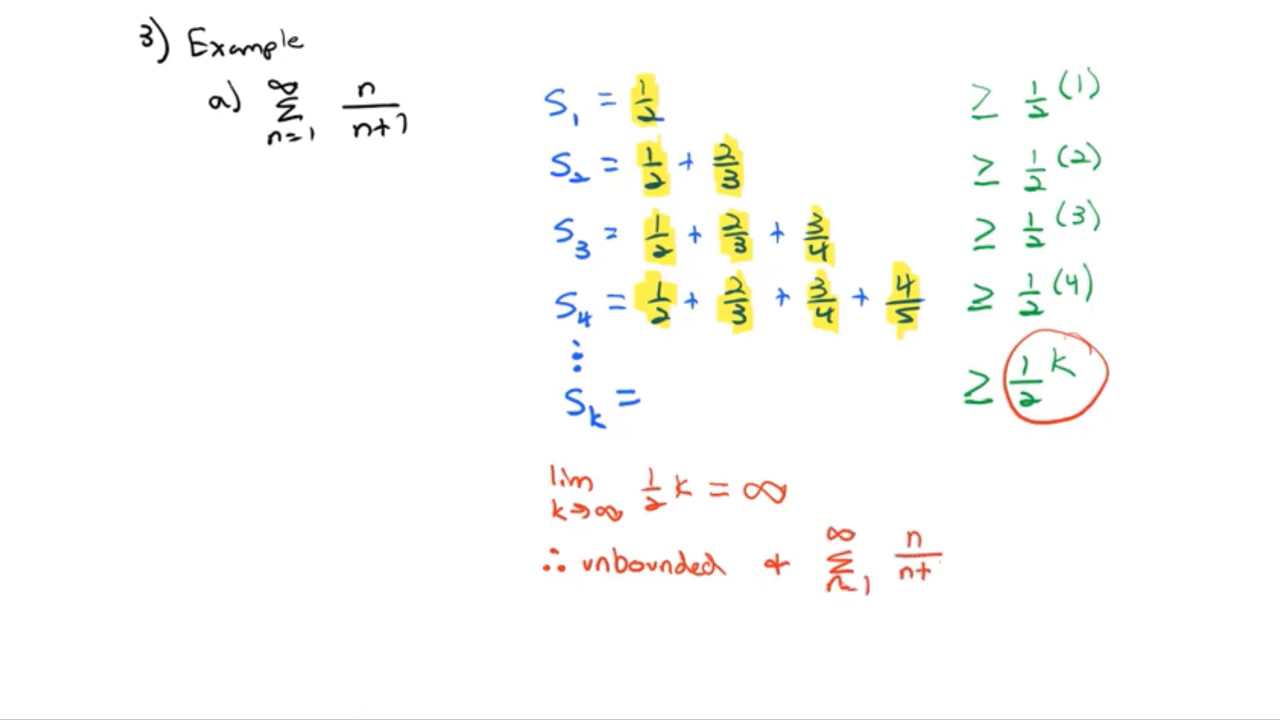 3) Example
a) ∞ Σ n=1 n/(n+1)
S₁ = 1/2 ≥ 1/2 (1)
S₂ = 1/2 + 2/3 ≥ 1/2 (2)
S₃ = 1/2 + 2/3 + 3/4 ≥ 1/2 (3)
S₄ = 1/2 + 2/3 + 3/4 + 4/5 ≥ 1/2 (4)
⋮
Sₖ = ≥ 1/2 k
lim k→∞ 1/2 k = ∞
∴ unbounded + ∞ Σ n=1 n/n+